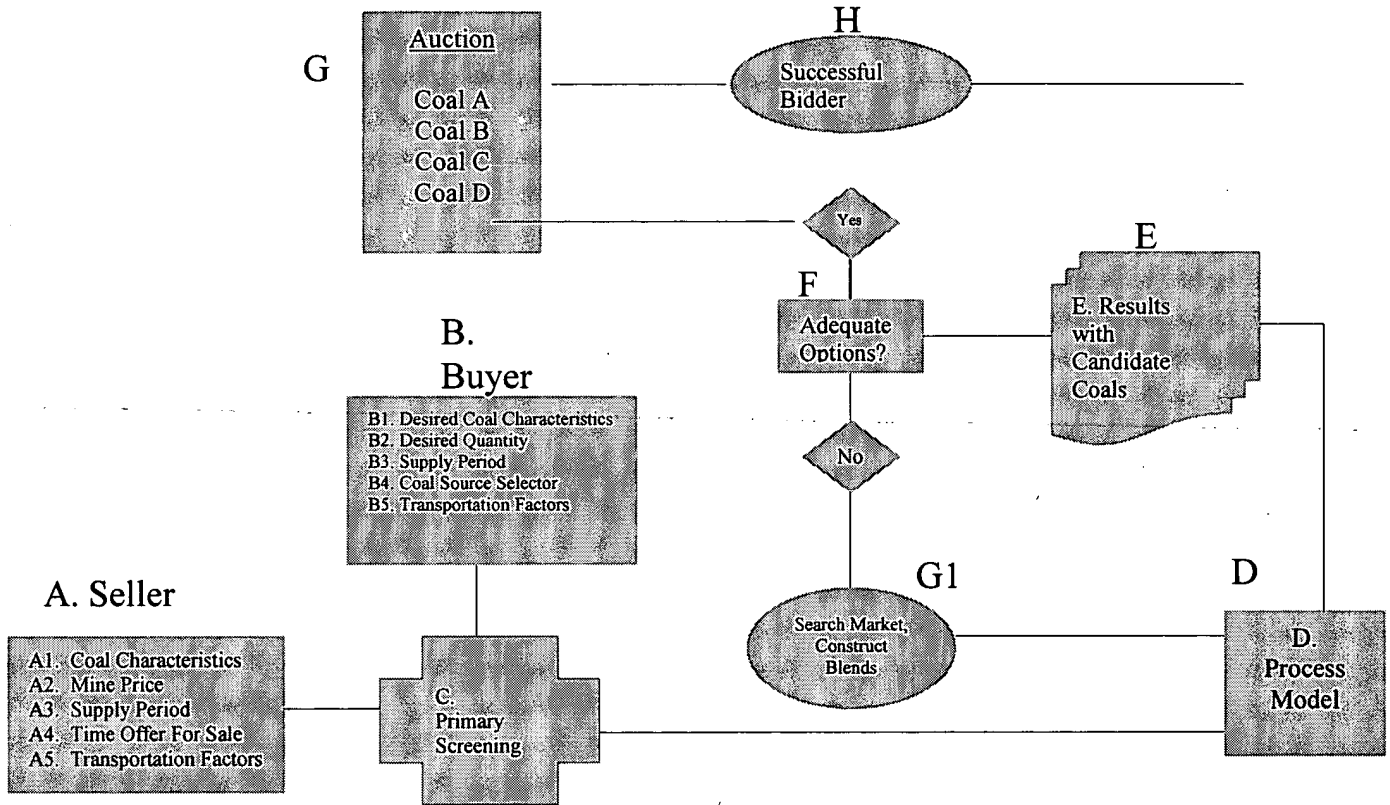 G
Auction
Coal A
Coal B
Coal C
Coal D
H
Successful
Bidder
Yes
F
Adequate
Options?
E
E. Results
with
Candidate
Coals
B.
Buyer
B1. Desired Coal Characteristics
B2. Desired Quantity
B3. Supply Period
B4. Coal Source Selector
B5. Transportation Factors
No
G1
Search Market,
Construct
Blends
D
D.
Process
Model
A. Seller
A1. Coal Characteristics
A2. Mine Price
A3. Supply Period
A4. Time Offer For Sale
A5. Transportation Factors
C.
Primary
Screening